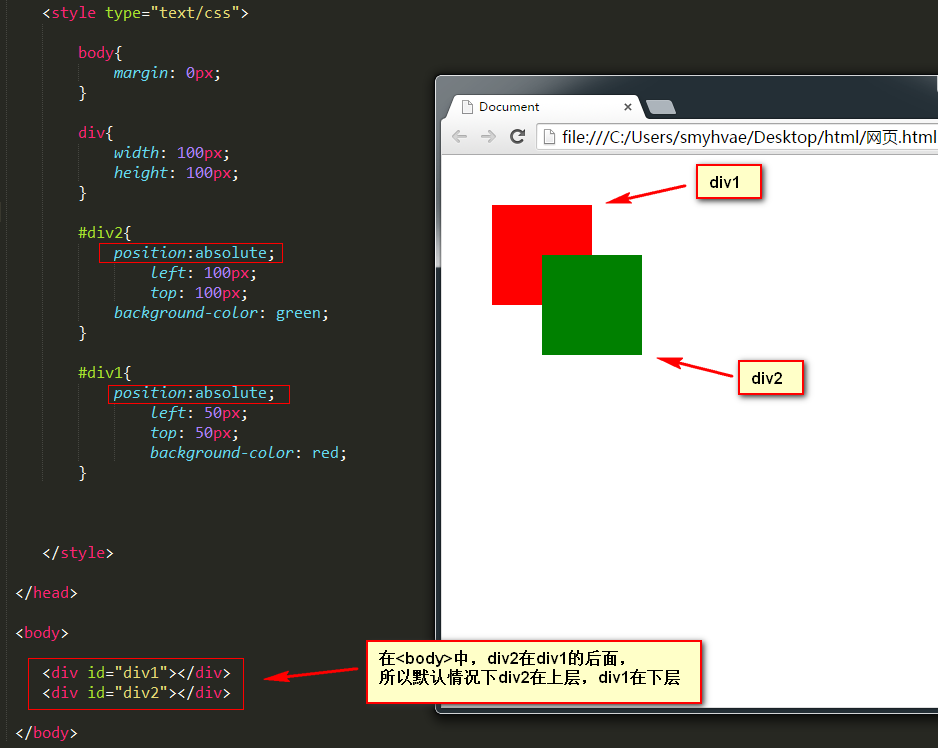 <style type="text/css">
body{
margin: 0px;
}
div{
width: 100px;
height: 100px;
}
#div2{
position:absolute;
left: 100px;
top: 100px;
background-color: green;
}
#div1{
position:absolute;
left: 50px;
top: 50px;
background-color: red;
}
</style>
</head>
<body>
<div id="div1"></div>
<div id="div2"></div>
</body>
Document
file:///C:/Users/smyhvae/Desktop/html/网页.html
div1
div2
在<body>中，div2在div1的后面，
所以默认情况下div2在上层，div1在下层